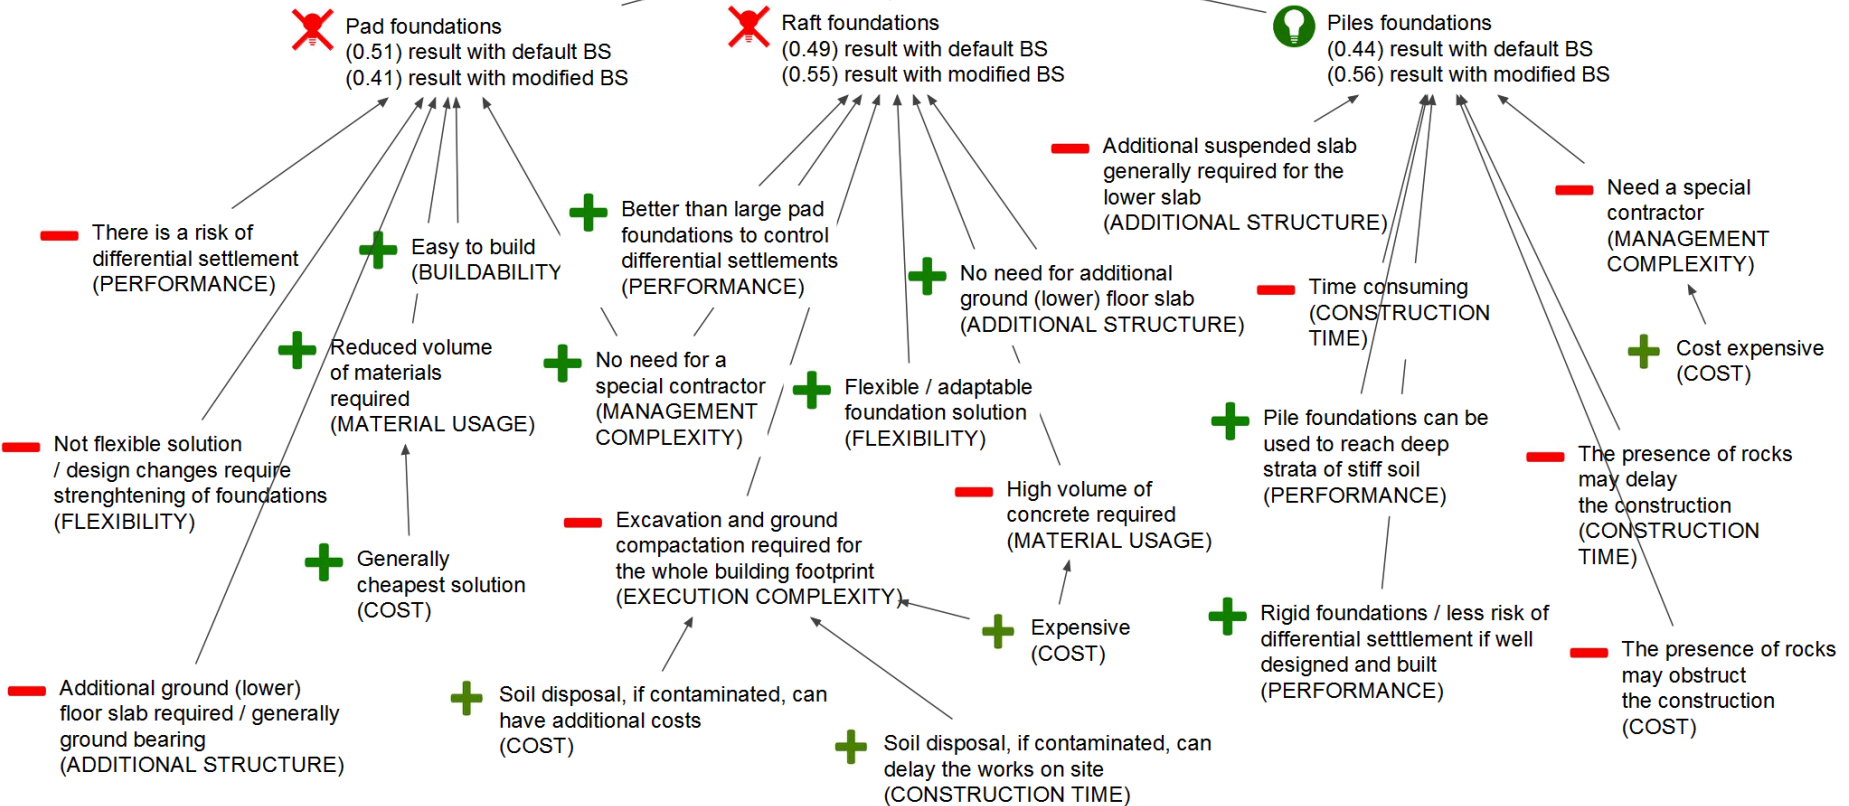 Pad foundations
(0.51) result with default BS
(0.41) result with modified BS
Raft foundations
(0.49) result with default BS
(0.55) result with modified BS
Piles foundations
(0.44) result with default BS
(0.56) result with modified BS
There is a risk of
differential settlement
(PERFORMANCE)
Easy to build
(BUILDABILITY
Reduced volume
of materials
required
(MATERIAL USAGE)
Not flexible solution
/ design changes require
strenghtening of foundations
(FLEXIBILITY)
Generally
cheapest solution
(COST)
Additional ground (lower)
floor slab required / generally
ground bearing
(ADDITIONAL STRUCTURE)
Better than large pad
foundations to control
differential settlements
(PERFORMANCE)
No need for a
special contractor
(MANAGEMENT
COMPLEXITY)
No need for additional
ground (lower) floor slab
(ADDITIONAL STRUCTURE)
Flexible / adaptable
foundation solution
(FLEXIBILITY)
Excavation and ground
compactation required for
the whole building footprint
(EXECUTION COMPLEXITY)
High volume of
concrete required
(MATERIAL USAGE)
Expensive
(COST)
Soil disposal, if contaminated, can
have additional costs
(COST)
Soil disposal, if contaminated, can
delay the works on site
(CONSTRUCTION TIME)
Additional suspended slab
generally required for the
lower slab
(ADDITIONAL STRUCTURE)
Need a special
contractor
(MANAGEMENT
COMPLEXITY)
Time consuming
(CONSTRUCTION
TIME)
Cost expensive
(COST)
Pile foundations can be
used to reach deep
strata of stiff soil
(PERFORMANCE)
The presence of rocks
may delay
the construction
(CONSTRUCTION
TIME)
Rigid foundations / less risk of
differential setttlement if well
designed and built
(PERFORMANCE)
The presence of rocks
may obstruct
the construction
(COST)